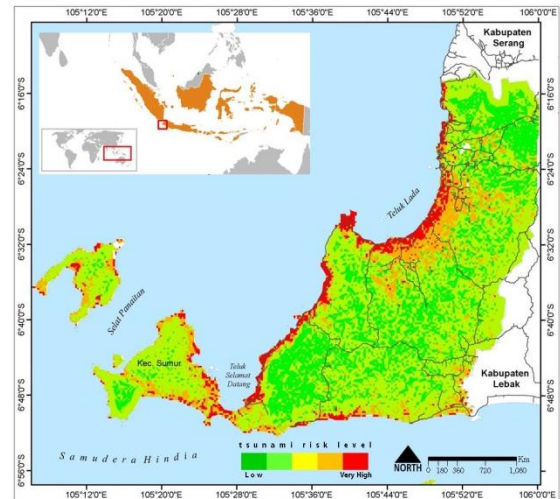 105°12'0"E 105°20'0"E 105°28'0"E 105°36'0"E 105°44'0"E 105°52'0"E 106°0'0"E
6°16'0"S
6°24'0"S
6°32'0"S
6°40'0"S
6°48'0"S
6°56'0"S
Kabupaten
Serang
Teluk Lada
Selat Panaitan
Kec. Sumur
Teluk
Selamat
Datang
Kabupaten
Lebak
Samudera Hindia
tsunami risk level
Low Very High
NORTH
Km
0 180 360 720 1,080
6°16'0"S
6°24'0"S
6°32'0"S
6°40'0"S
6°48'0"S
105°12'0"E 105°20'0"E 105°28'0"E 105°36'0"E 105°44'0"E 105°52'0"E 106°0'0"E